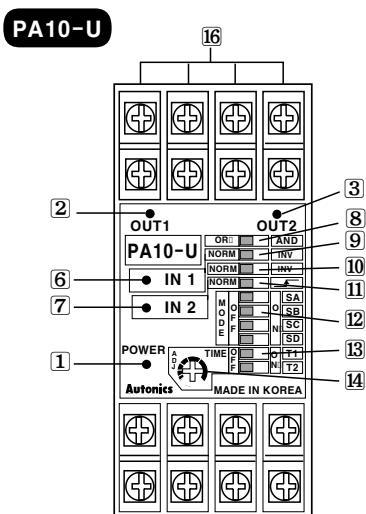 PA10-U
16
2
3
OUT1
OUT2
8
OR AND
PA10-U
9
NORM INV
10
NORM INV
6
IN 1
11
NORM
7
IN 2
MODE
OFF
ON
SA
SB
12
SC
SD
1
POWER
ADJ
TIME
OFF
ON
T1
T2
13
14
Autonics
MADE IN KOREA